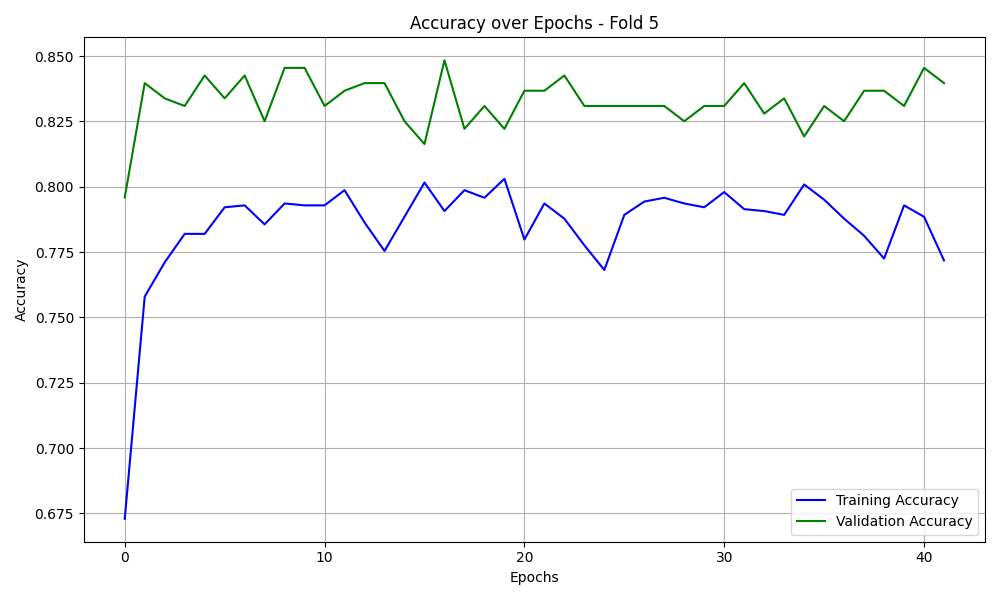 Accuracy over Epochs - Fold 5
Accuracy
0.850
0.825
0.800
0.775
0.750
0.725
0.700
0.675
0 10 20 30 40
Epochs
Training Accuracy
Validation Accuracy